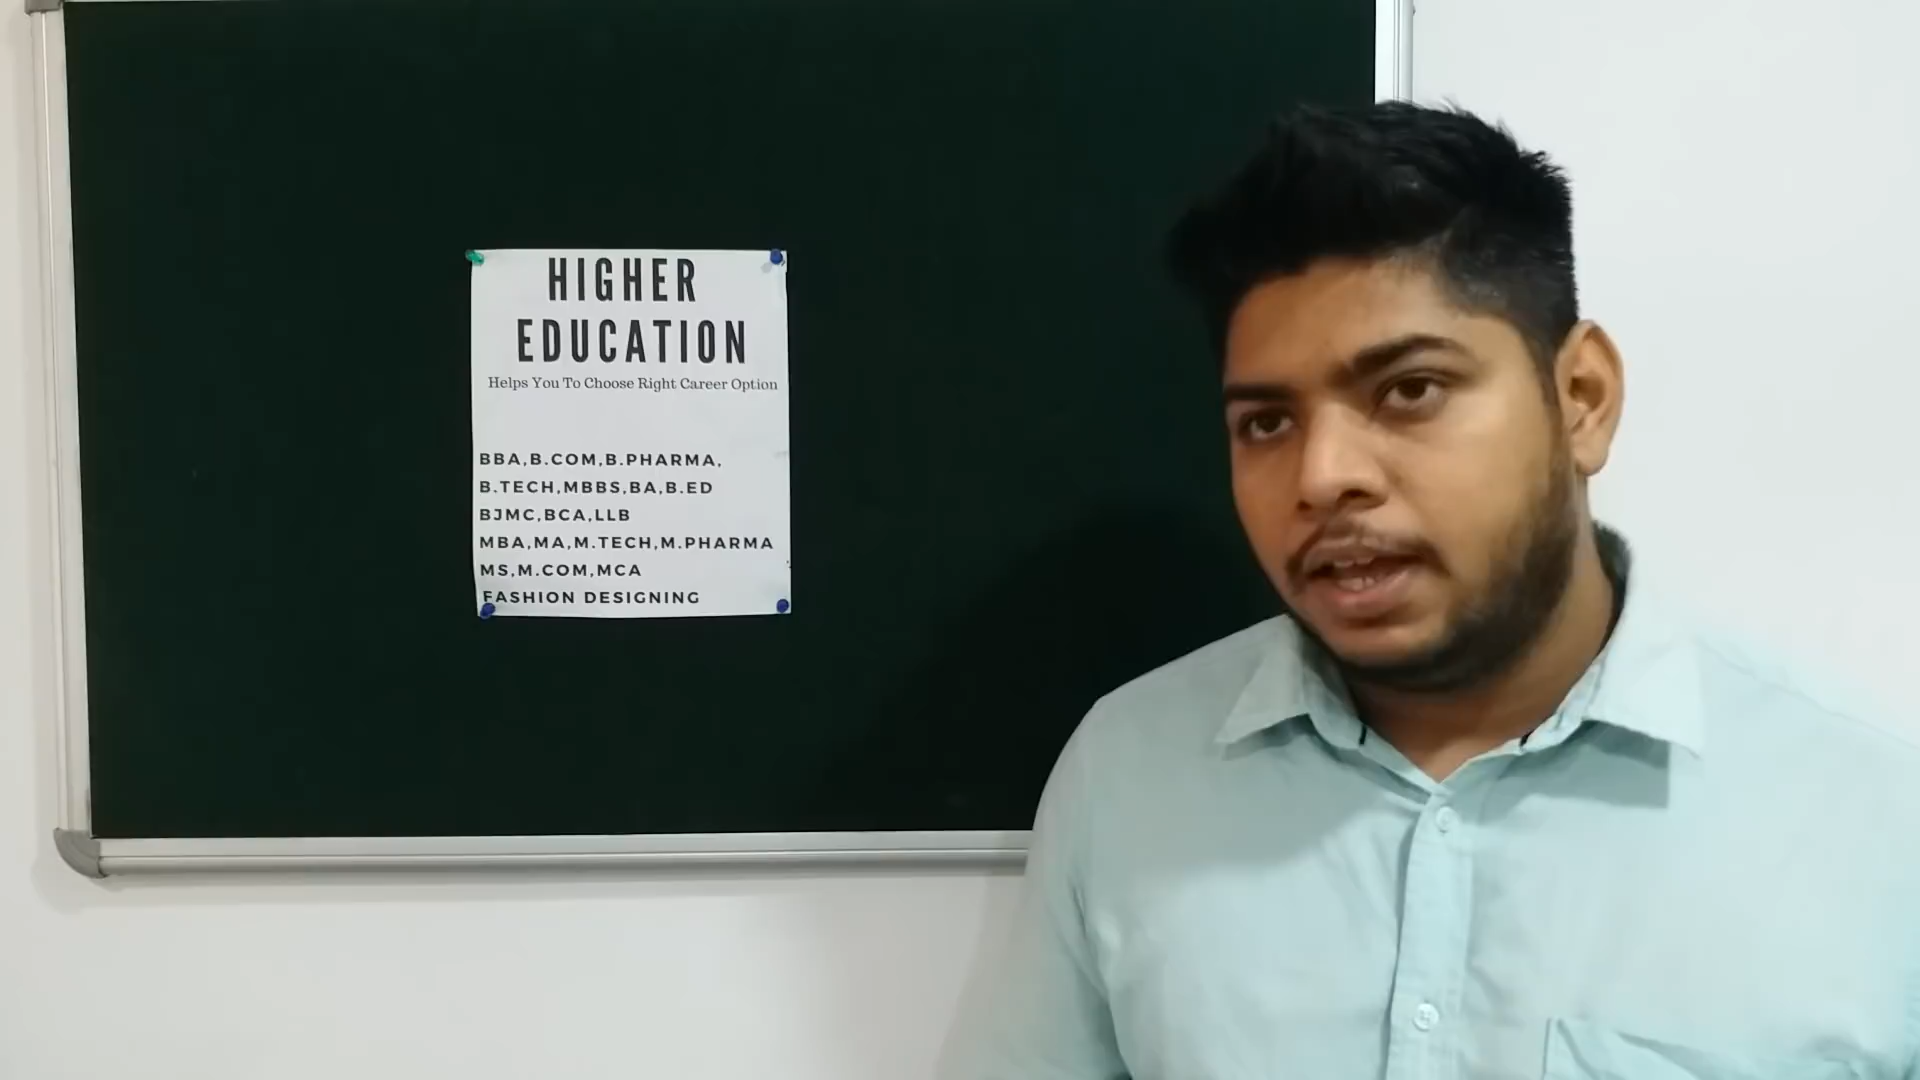 HIGHER
EDUCATION
Helps You To Choose Right Career Option
BBA,B.COM,B.PHARMA,
B.TECH,MBBS,BA,B.ED
BJMC,BCA,LLB
MBA,MA,M.TECH,M.PHARMA
MS,M.COM,MCA
FASHION DESIGNING